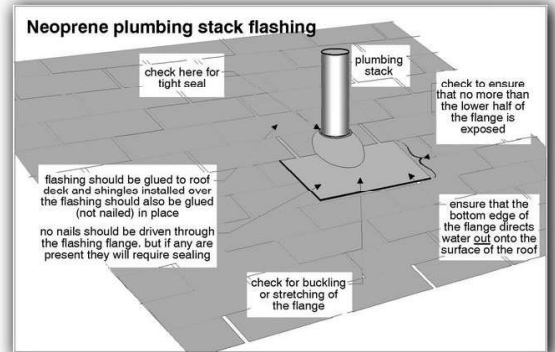 Neoprene plumbing stack flashing
check here for
tight seal
plumbing
stack
check to ensure
that no more than
the lower half of
the flange is
exposed
flashing should be glued to roof
deck and shingles installed over
the flashing should also be glued
(not nailed) in place
no nails should be driven through
the flashing flange. but if any are
present they will require sealing
ensure that the
bottom edge of
the flange directs
water out onto the
surface of the roof
check for buckling
or stretching of
the flange